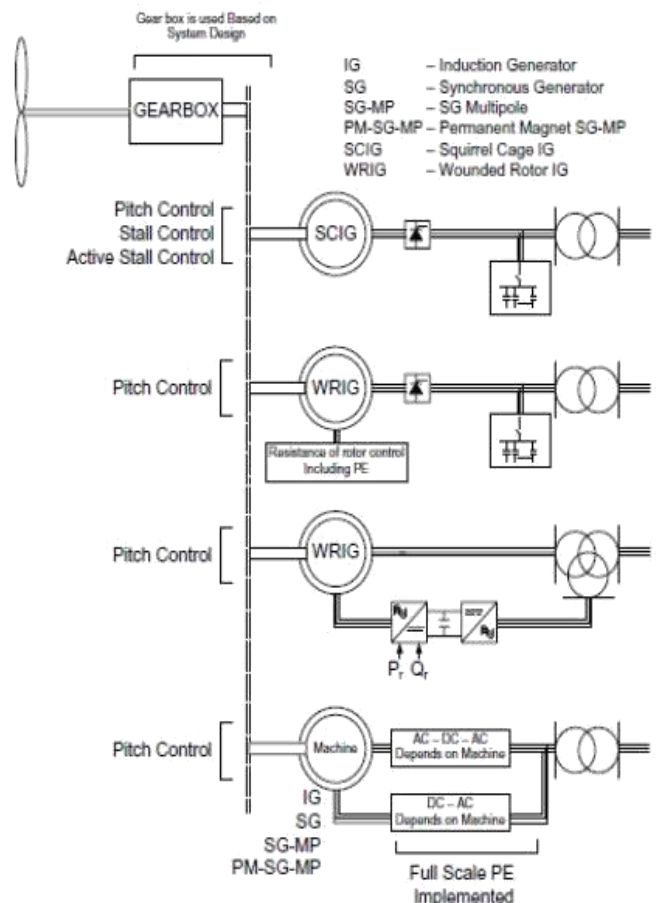 Gear box is used Based on
System Design
GEARBOX
IG – Induction Generator
SG – Synchronous Generator
SG-MP – SG Multipole
PM-SG-MP – Permanent Magnet SG-MP
SCIG – Squirrel Cage IG
WRIG – Wounded Rotor IG
Pitch Control
Stall Control
Active Stall Control
SCIG
Pitch Control
WRIG
Resistance of rotor control
Including PE
Pitch Control
WRIG
Pr Qr
Pitch Control
Machine
AC – DC – AC
Depends on Machine
IG
SG
SG-MP
PM-SG-MP
DC – AC
Depends on Machine
Full Scale PE
Implemented